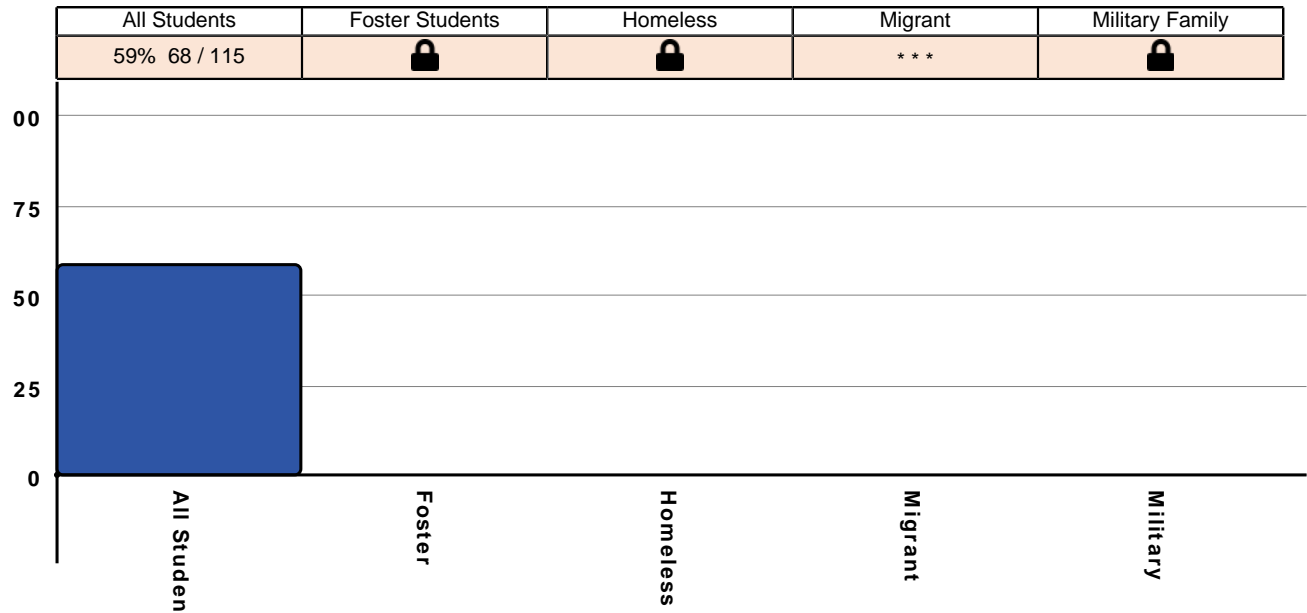 All Students Foster Students Homeless Migrant Military Family
59% 68 / 115 * * *
00
75
50
25
0
All Studen
Foster
Homeless
Migrant
Military